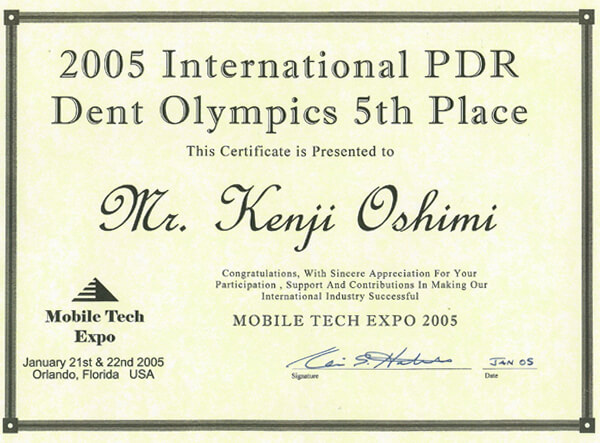 2005 International PDR
Dent Olympics 5th Place
This Certificate is Presented to
Mr. Kenji Oshimi
Congratulations, With Sincere Appreciation For Your
Participation , Support And Contributions In Making Our
International Industry Successful
MOBILE TECH EXPO 2005
Mobile Tech
Expo
January 21st & 22nd 2005
Orlando, Florida USA
Signature
JAN 05
Date